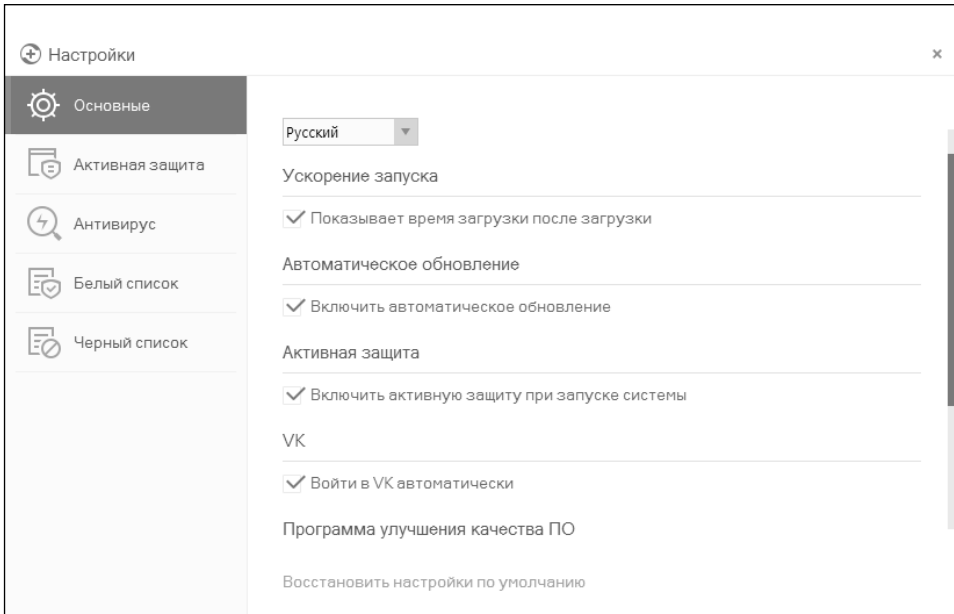 Настройки
Основные
Активная защита
Антивирус
Белый список
Черный список
Русский
Ускорение запуска
Показывает время загрузки после загрузки
Автоматическое обновление
Включить автоматическое обновление
Активная защита
Включить активную защиту при запуске системы
VK
Войти в VK автоматически
Программа улучшения качества ПО
Восстановить настройки по умолчанию